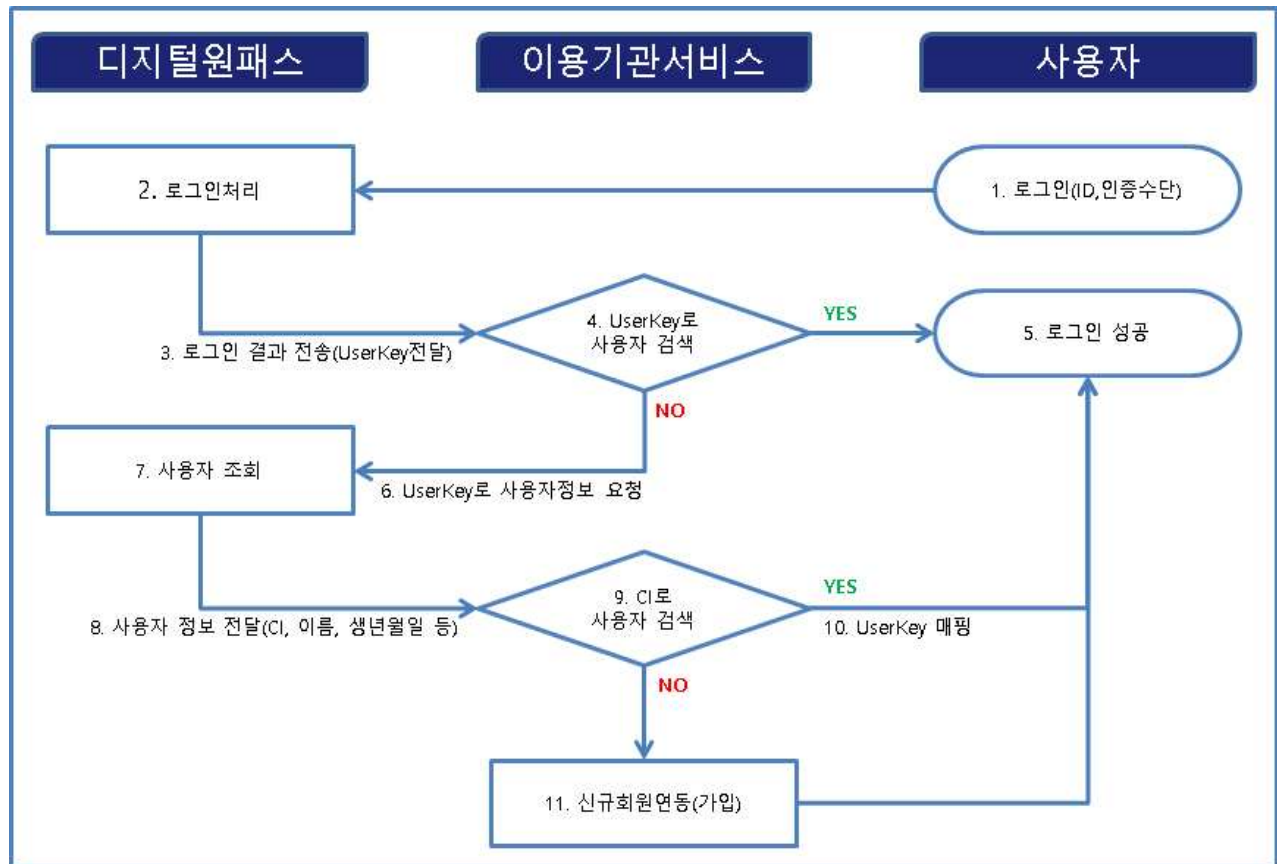 디지털원패스
이용기관서비스
사용자
2. 로그인처리
1. 로그인(ID,인증수단)
4. UserKey로
사용자 검색
YES
5. 로그인 성공
3. 로그인 결과 전송(UserKey전달)
NO
7. 사용자 조회
6. UserKey로 사용자정보 요청
9. CI로
사용자 검색
YES
8. 사용자 정보 전달(CI, 이름, 생년월일 등)
10. UserKey 매핑
NO
11. 신규회원연동(가입)